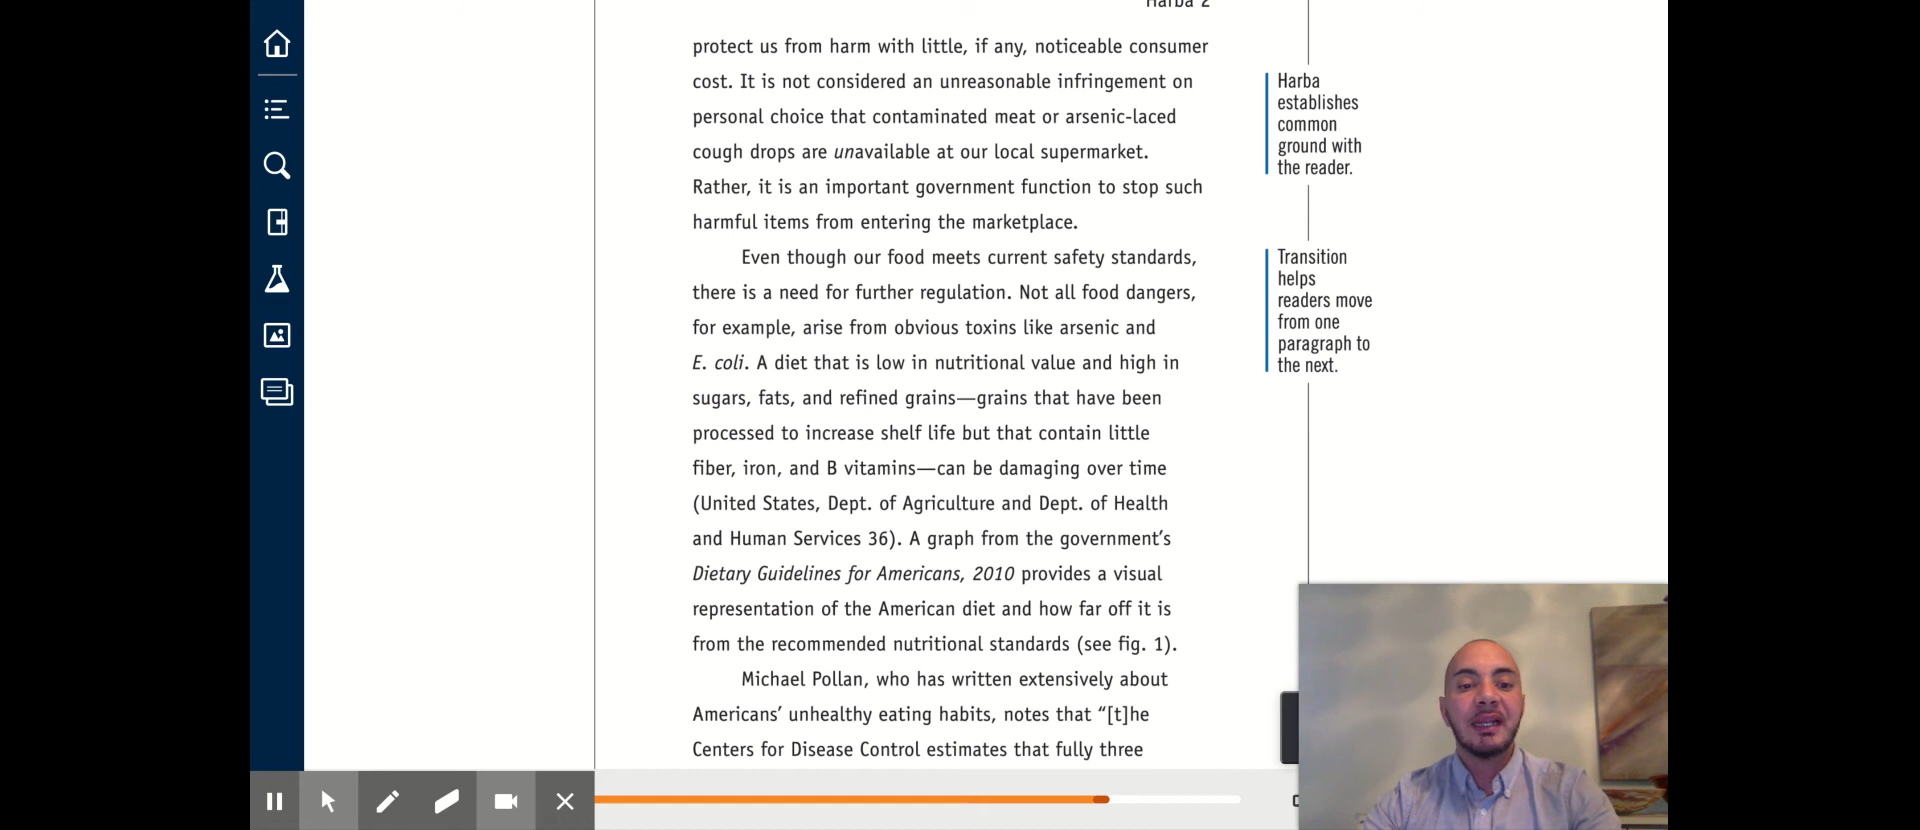 Harba 2
protect us from harm with little, if any, noticeable consumer
cost. It is not considered an unreasonable infringement on
personal choice that contaminated meat or arsenic-laced
cough drops are unavailable at our local supermarket.
Rather, it is an important government function to stop such
harmful items from entering the marketplace.
Even though our food meets current safety standards,
there is a need for further regulation. Not all food dangers,
for example, arise from obvious toxins like arsenic and
E. coli. A diet that is low in nutritional value and high in
sugars, fats, and refined grains—grains that have been
processed to increase shelf life but that contain little
fiber, iron, and B vitamins—can be damaging over time
(United States, Dept. of Agriculture and Dept. of Health
and Human Services 36). A graph from the government's
Dietary Guidelines for Americans, 2010 provides a visual
representation of the American diet and how far off it is
from the recommended nutritional standards (see fig. 1).
Michael Pollan, who has written extensively about
Americans' unhealthy eating habits, notes that “[t]he
Centers for Disease Control estimates that fully three
Harba
establishes
common
ground with
the reader.
Transition
helps
readers move
from one
paragraph to
the next.